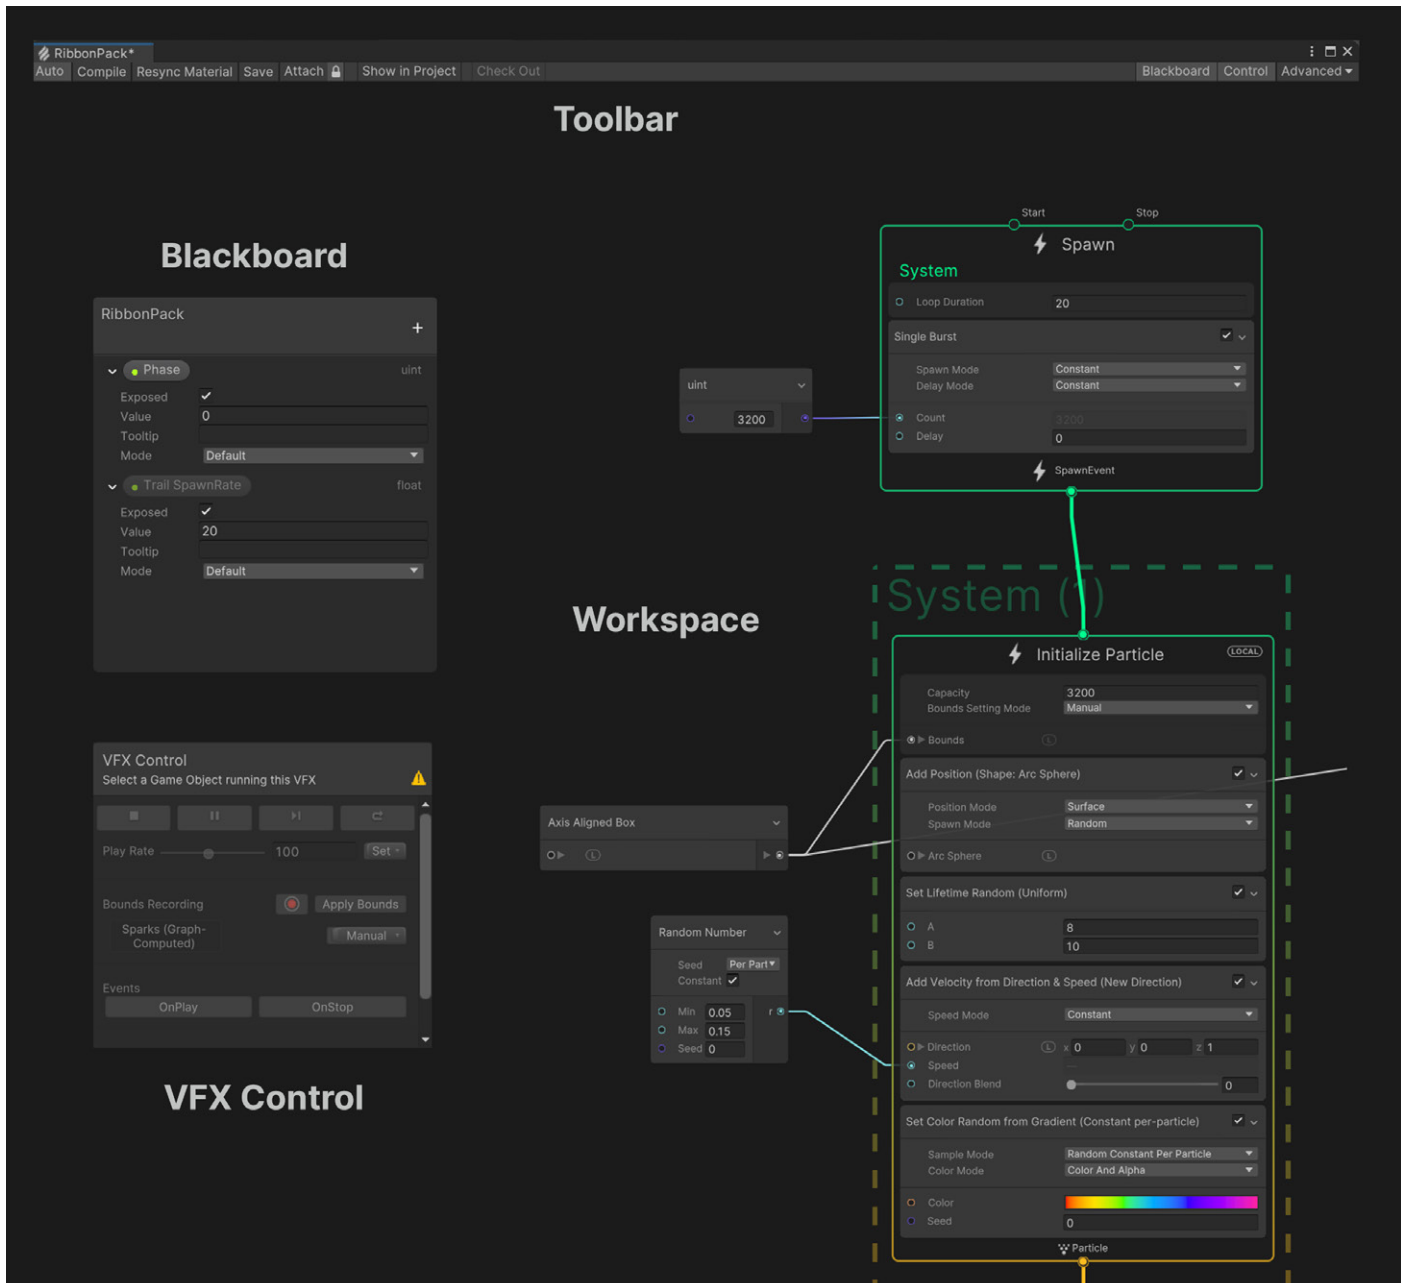 RibbonPack*
Auto Compile Resync Material Save Attach Show in Project Check Out Blackboard Control Advanced
Toolbar
Blackboard
RibbonPack
+
Phase uint
Exposed
Value 0
Tooltip
Mode Default
Trail SpawnRate float
Exposed
Value 20
Tooltip
Mode Default
Start Stop
Spawn
System
Loop Duration 20
Single Burst
Spawn Mode Constant
Delay Mode Constant
Count 3200
Delay 0
SpawnEvent
uint
3200
Workspace
System (1)
Initialize Particle LOCAL
Capacity 3200
Bounds Setting Mode Manual
Bounds L
Add Position (Shape: Arc Sphere)
Position Mode Surface
Spawn Mode Random
Arc Sphere L
Set Lifetime Random (Uniform)
A 8
B 10
Add Velocity from Direction & Speed (New Direction)
Speed Mode Constant
Direction L x 0 y 0 z 1
Speed
Direction Blend 0
Set Color Random from Gradient (Constant per-particle)
Sample Mode Random Constant Per Particle
Color Mode Color And Alpha
Color
Seed 0
Particle
Axis Aligned Box
L
Random Number
Seed Per Part
Constant
Min 0.05 r
Max 0.15
Seed 0
VFX Control
Select a Game Object running this VFX
Play Rate 100 Set
Bounds Recording Apply Bounds
Sparks (Graph-
Computed) Manual
Events
OnPlay OnStop
VFX Control